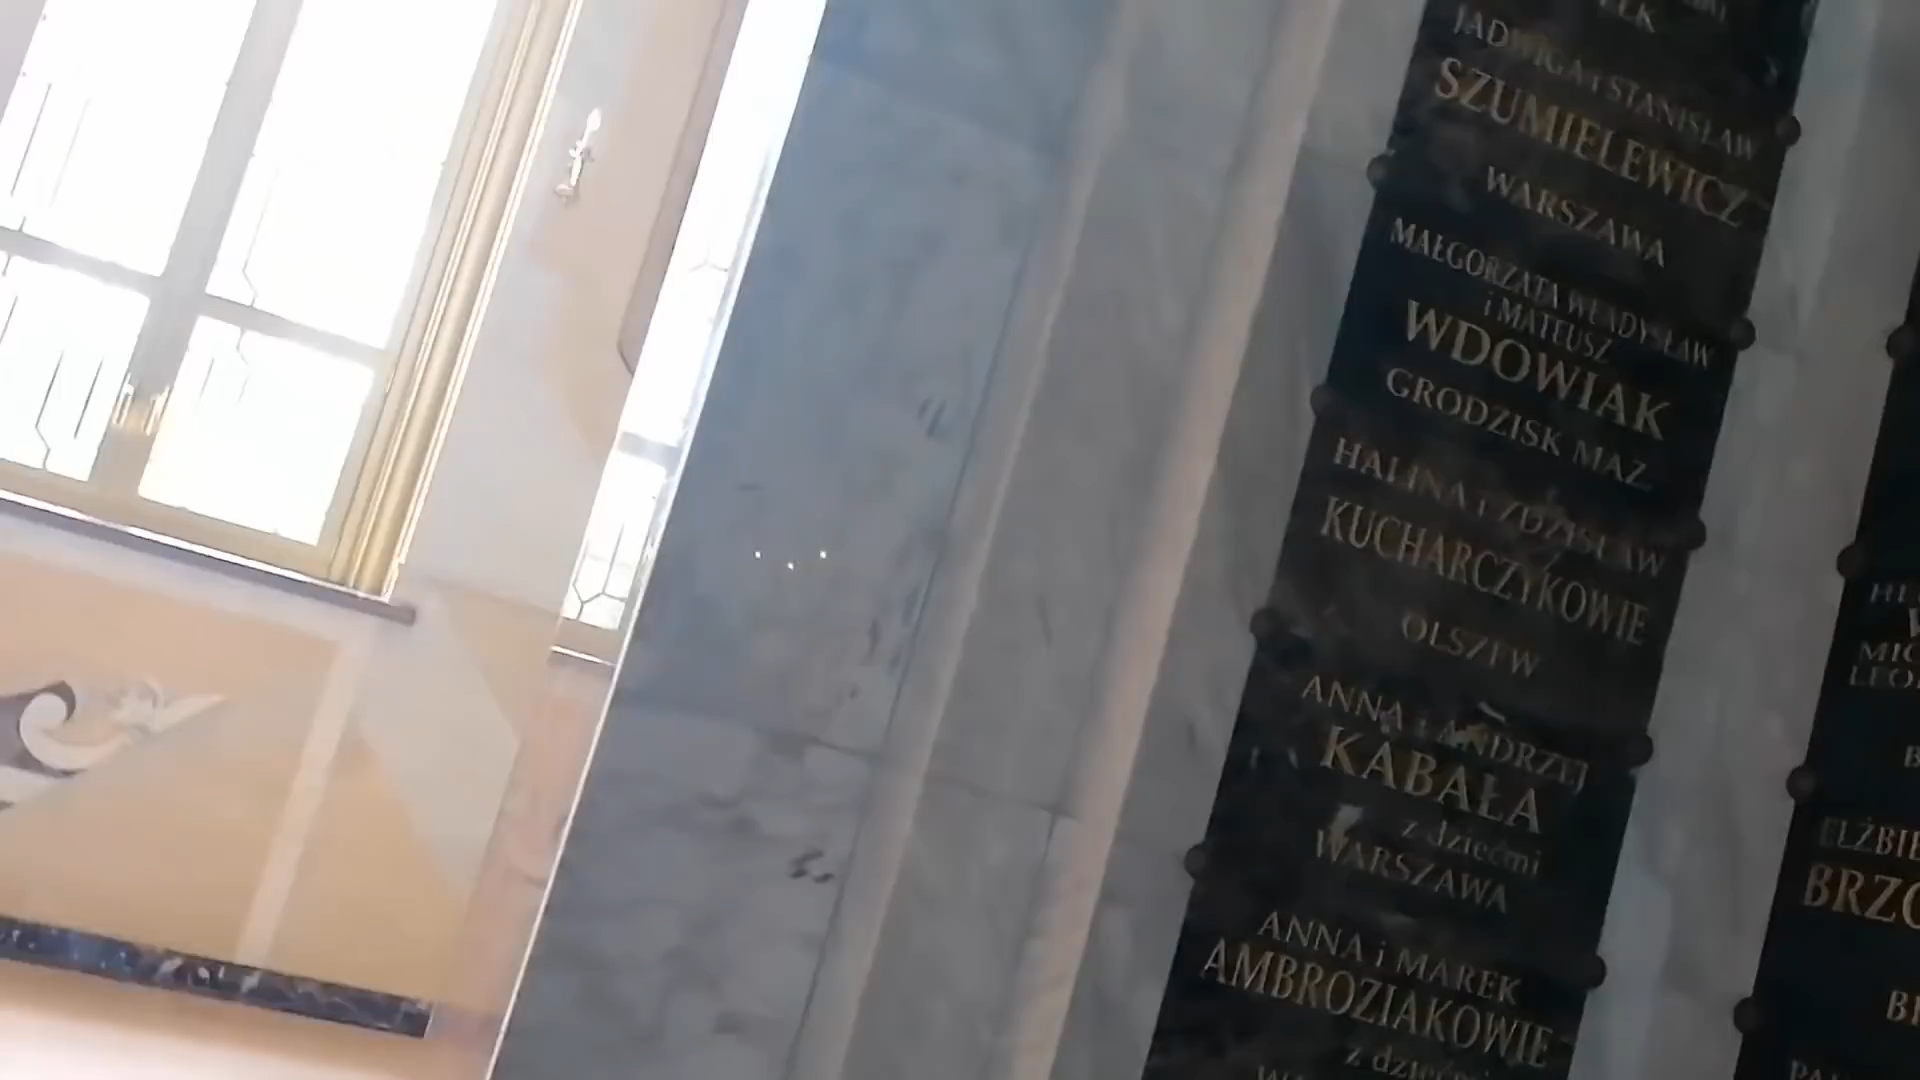 JADWIGA i STANISŁAW
SZUMIELEWICZ
WARSZAWA
MAŁGORZATA WŁADYSŁAW
i MATEUSZ
WDOWIAK
GRODZISK MAZ.
HALINA i ZDZISŁAW
KUCHARCZYKOWIE
OLSZEW
ANNA i ANDRZEJ
KABAŁA
z dziećmi
WARSZAWA
ANNA i MAREK
AMBROZIAKOWIE
z dziećmi